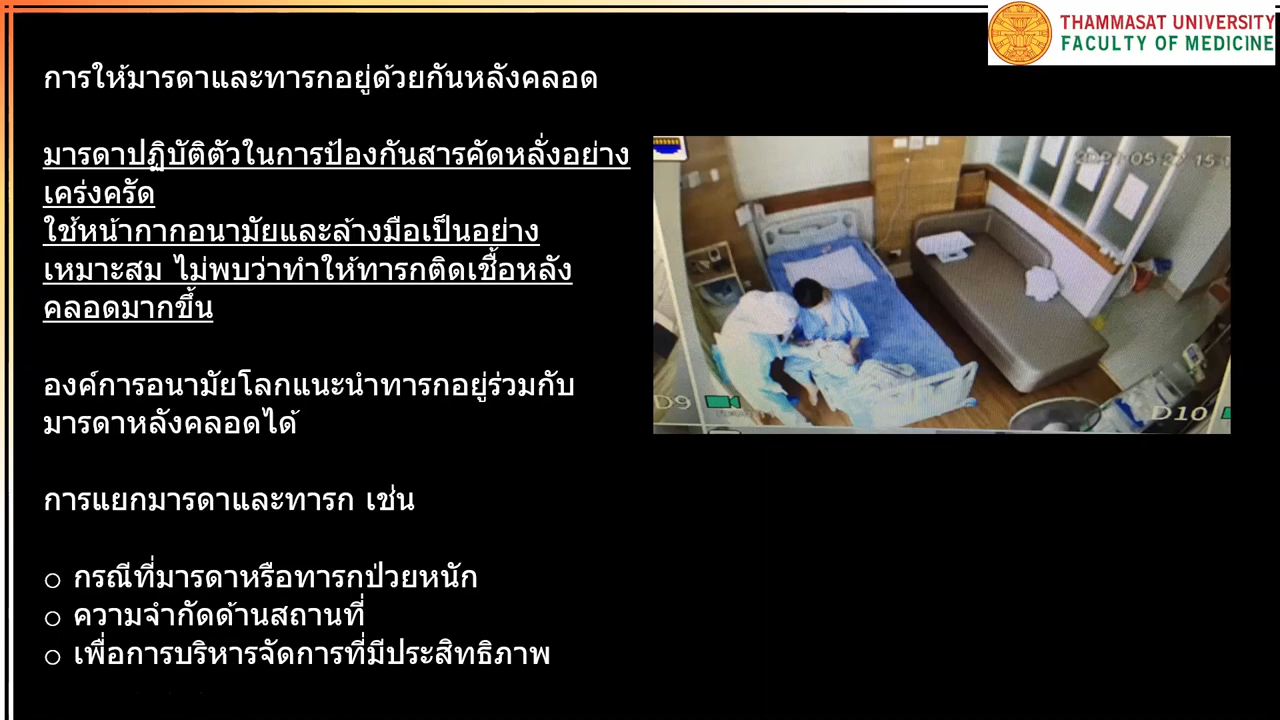 THAMMASAT UNIVERSITY
FACULTY OF MEDICINE
การให้มารดาและทารกอยู่ด้วยกันหลังคลอด
มารดาปฏิบัติตัวในการป้องกันสารคัดหลั่งอย่าง
เคร่งครัด
ใช้หน้ากากอนามัยและล้างมือเป็นอย่าง
เหมาะสม ไม่พบว่าทำให้ทารกติดเชื้อหลัง
คลอดมากขึ้น
องค์การอนามัยโลกแนะนำทารกอยู่ร่วมกับ
มารดาหลังคลอดได้
การแยกมารดาและทารก เช่น
o กรณีที่มารดาหรือทารกป่วยหนัก
o ความจำกัดด้านสถานที่
o เพื่อการบริหารจัดการที่มีประสิทธิภาพ
D9
D10